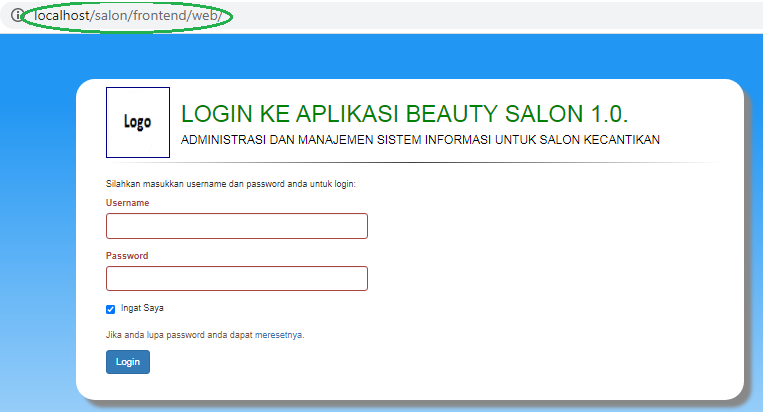 localhost/salon/frontend/web/
Logo
LOGIN KE APLIKASI BEAUTY SALON 1.0.
ADMINISTRASI DAN MANAJEMEN SISTEM INFORMASI UNTUK SALON KECANTIKAN
Silahkan masukkan username dan password anda untuk login:
Username
Password
Ingat Saya
Jika anda lupa password anda dapat meresetnya.
Login